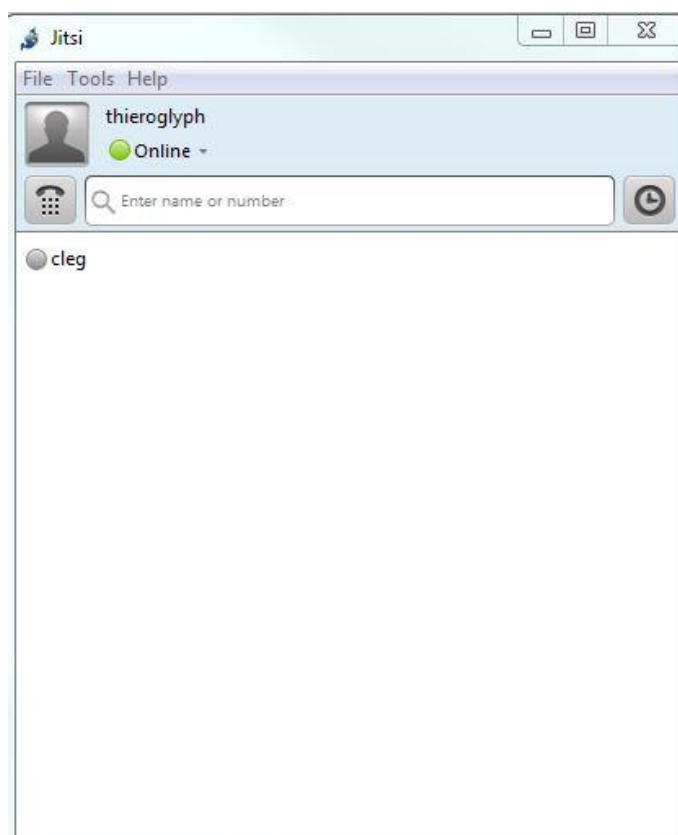 Jitsi
File Tools Help
thieroglyph
Online
Enter name or number
cleg